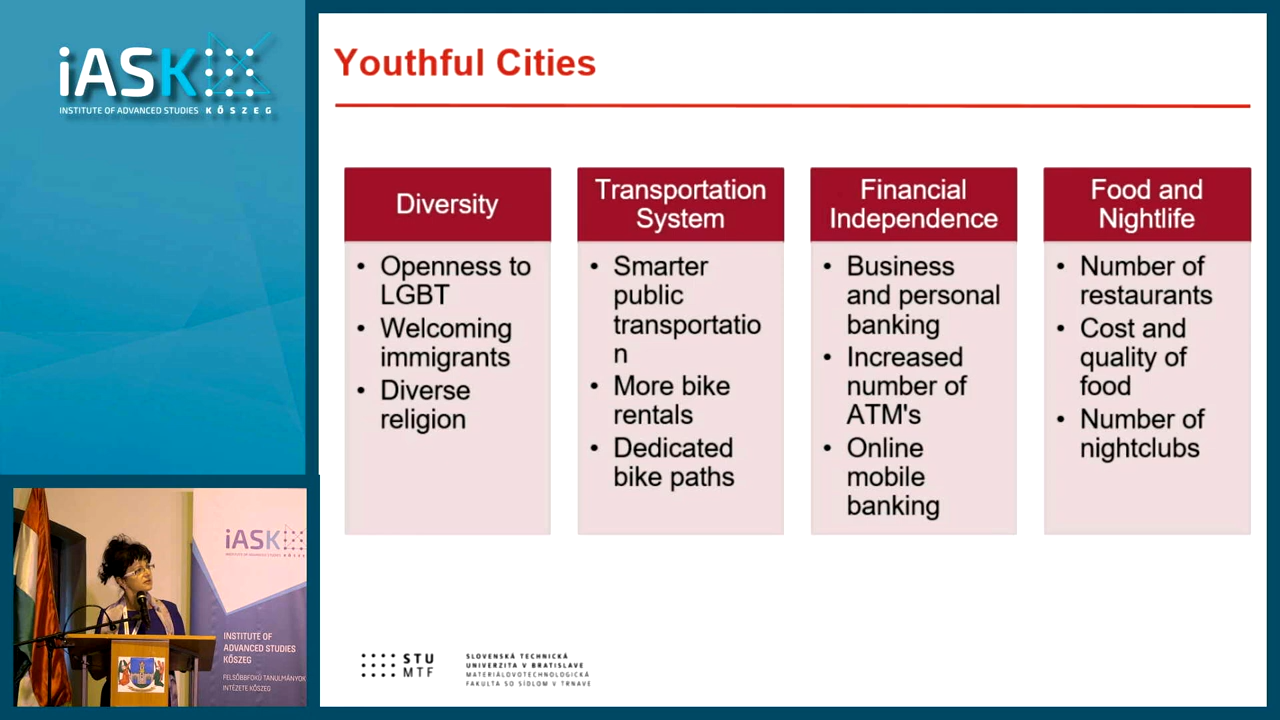 iASK
INSTITUTE OF ADVANCED STUDIES KŐSZEG
Youthful Cities
Diversity
• Openness to
LGBT
• Welcoming
immigrants
• Diverse
religion
Transportation
System
• Smarter
public
transportatio
n
• More bike
rentals
• Dedicated
bike paths
Financial
Independence
• Business
and personal
banking
• Increased
number of
ATM's
• Online
mobile
banking
Food and
Nightlife
• Number of
restaurants
• Cost and
quality of
food
• Number of
nightclubs
iASK
INSTITUTE OF
ADVANCED STUDIES
KŐSZEG
FELSŐBBFOKÚ TANULMÁNYOK
INTÉZETE KŐSZEG
STU
MTF
SLOVENSKÁ TECHNICKÁ
UNIVERZITA V BRATISLAVE
MATERIÁLOVOTECHNOLOGICKÁ
FAKULTA SO SÍDLOM V TRNAVE